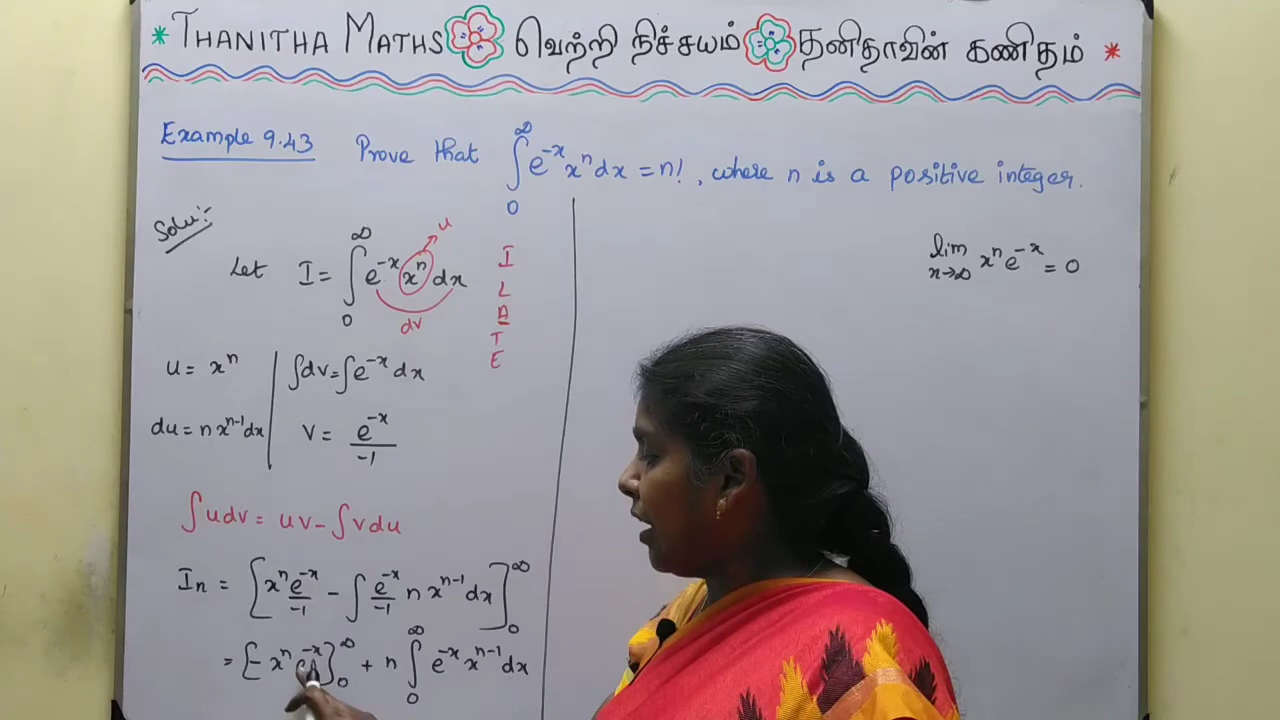 * THANITHA MATHS வெற்றி நிச்சயம் தனிதாவின் கணிதம் *
Example 9.43 Prove that ∫₀^∞ e^{-x} x^n dx = n!, where n is a positive integer.
Solu:-
Let I = ∫₀^∞ e^{-x} x^n dx
u
dv
I
L
A
T
E
u = x^n
∫dv = ∫e^{-x} dx
du = n x^{n-1} dx
v = e^{-x}/-1
∫udv = uv - ∫vdu
I_n = [x^n e^{-x}/-1 - ∫ e^{-x}/-1 n x^{n-1} dx]₀^∞
= [-x^n e^{-x}]₀^∞ + n ∫₀^∞ e^{-x} x^{n-1} dx
lim x→∞ x^n e^{-x} = 0